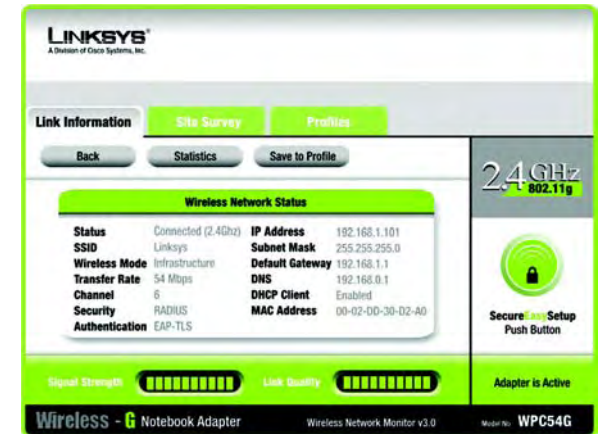 LINKSYS®
A Division of Cisco Systems, Inc.
Link Information Site Survey Profiles
Back Statistics Save to Profile
2.4 GHz
802.11g
Wireless Network Status
Status Connected (2.4Ghz) IP Address 192.168.1.101
SSID Linksys Subnet Mask 255.255.255.0
Wireless Mode Infrastructure Default Gateway 192.168.1.1
Transfer Rate 54 Mbps DNS 192.168.0.1
Channel 6 DHCP Client Enabled
Security RADIUS MAC Address 00-02-DD-30-D2-A0
Authentication EAP-TLS
SecureEasySetup
Push Button
Signal Strength Link Quality Adapter is Active
Wireless - G Notebook Adapter Wireless Network Monitor v3.0 Model No. WPC54G